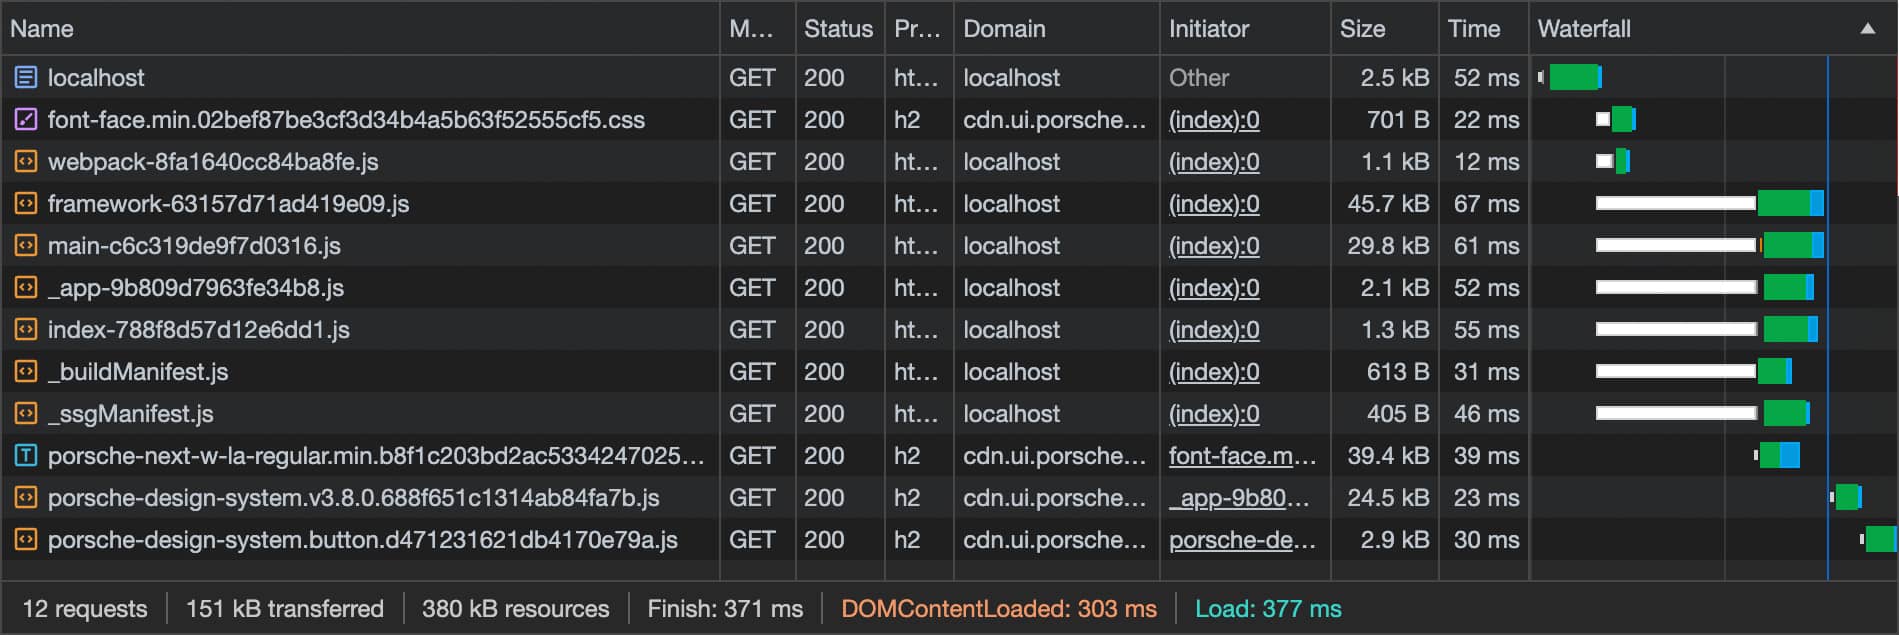 Name M... Status Pr... Domain Initiator Size Time Waterfall
localhost GET 200 ht... localhost Other 2.5 kB 52 ms
font-face.min.02bef87be3cf3d34b4a5b63f52555cf5.css GET 200 h2 cdn.ui.porsche... (index):0 701 B 22 ms
webpack-8fa1640cc84ba8fe.js GET 200 ht... localhost (index):0 1.1 kB 12 ms
framework-63157d71ad419e09.js GET 200 ht... localhost (index):0 45.7 kB 67 ms
main-c6c319de9f7d0316.js GET 200 ht... localhost (index):0 29.8 kB 61 ms
_app-9b809d7963fe34b8.js GET 200 ht... localhost (index):0 2.1 kB 52 ms
index-788f8d57d12e6dd1.js GET 200 ht... localhost (index):0 1.3 kB 55 ms
_buildManifest.js GET 200 ht... localhost (index):0 613 B 31 ms
_ssgManifest.js GET 200 ht... localhost (index):0 405 B 46 ms
porsche-next-w-la-regular.min.b8f1c203bd2ac5334247025... GET 200 h2 cdn.ui.porsche... font-face.m... 39.4 kB 39 ms
porsche-design-system.v3.8.0.688f651c1314ab84fa7b.js GET 200 h2 cdn.ui.porsche... _app-9b80... 24.5 kB 23 ms
porsche-design-system.button.d471231621db4170e79a.js GET 200 h2 cdn.ui.porsche... porsche-de... 2.9 kB 30 ms
12 requests 151 kB transferred 380 kB resources Finish: 371 ms DOMContentLoaded: 303 ms Load: 377 ms